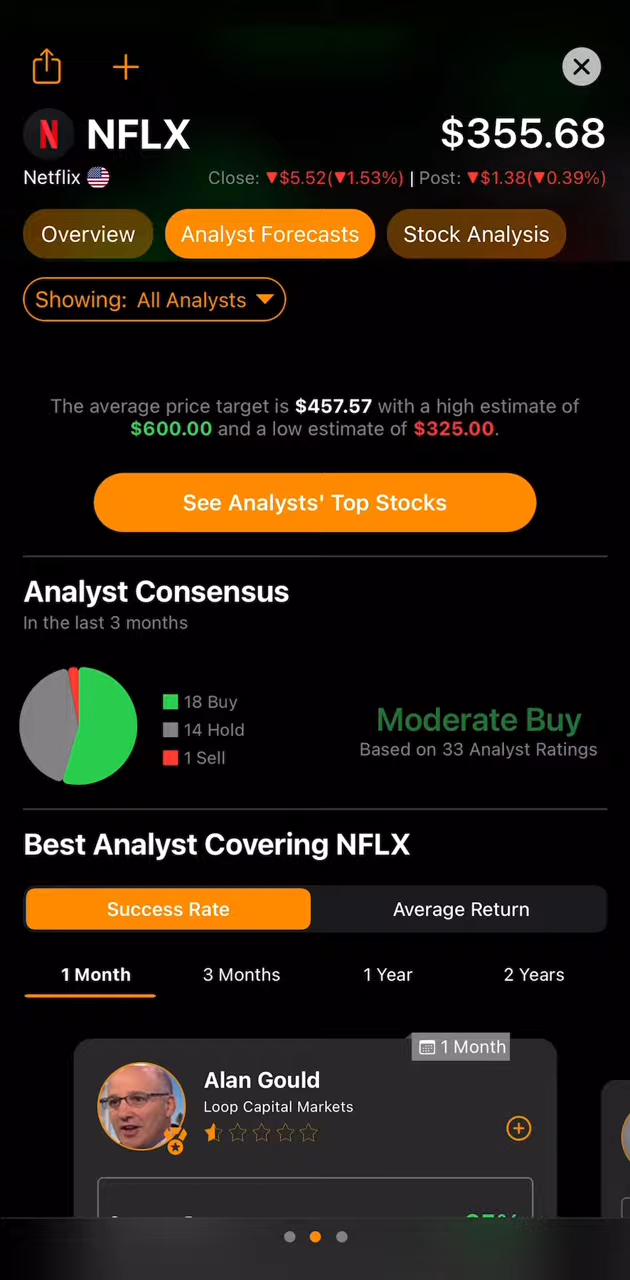 N NFLX $355.68
Netflix Close: ▼$5.52(▼1.53%) | Post: ▼$1.38(▼0.39%)
Overview Analyst Forecasts Stock Analysis
Showing: All Analysts ▼
The average price target is $457.57 with a high estimate of
$600.00 and a low estimate of $325.00.
See Analysts' Top Stocks
Analyst Consensus
In the last 3 months
18 Buy
14 Hold
1 Sell
Moderate Buy
Based on 33 Analyst Ratings
Best Analyst Covering NFLX
Success Rate Average Return
1 Month 3 Months 1 Year 2 Years
1 Month
Alan Gould
Loop Capital Markets